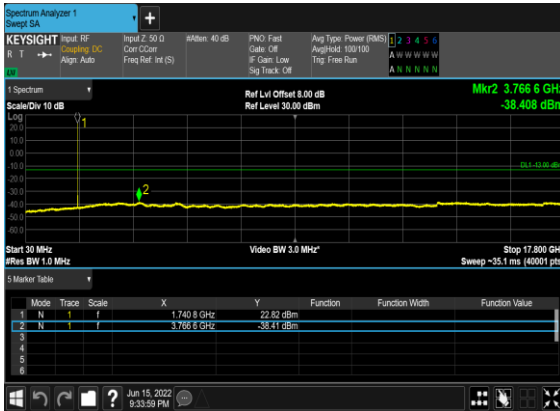 Spectrum Analyzer 1
Swept SA
KEYSIGHT
R T
Input: RF
Coupling: DC
Align: Auto
Input Z: 50 Ω
Corr CCorr
Freq Ref: Int (S)
#Atten: 40 dB
PNO: Fast
Gate: Off
IF Gain: Low
Sig Track: Off
Avg Type: Power (RMS)
Avg|Hold: 100/100
Trig: Free Run
1 2 3 4 5 6
A W W W W W
A N N N N N
1 Spectrum
Scale/Div 10 dB
Ref Lvl Offset 8.00 dB
Ref Level 30.00 dBm
Mkr2 3.766 6 GHz
-38.408 dBm
Log
20.0
10.0
0.00
-10.0
-20.0
-30.0
-40.0
-50.0
-60.0
1
2
DL1 -13.00 dBm
Start 30 MHz
#Res BW 1.0 MHz
Video BW 3.0 MHz*
Stop 17.800 GHz
Sweep ~35.1 ms (40001 pts)
5 Marker Table
Mode Trace Scale X Y Function Function Width Function Value
1 N 1 f 1.740 8 GHz 22.82 dBm
2 N 1 f 3.766 6 GHz -38.41 dBm
3
4
5
6
Jun 15, 2022
9:33:59 PM